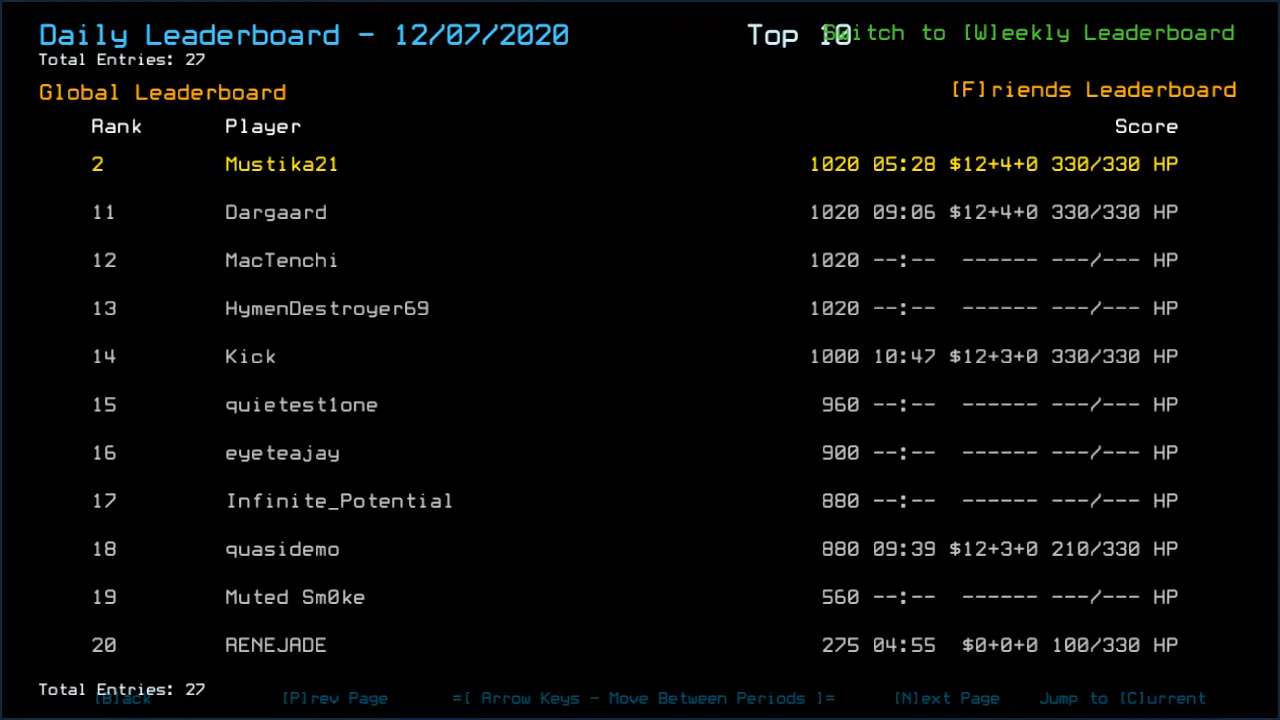 Daily Leaderboard - 12/07/2020 Top 10 Switch to [W]eekly Leaderboard
Total Entries: 27
Global Leaderboard [F]riends Leaderboard
Rank Player Score
2 Mustika21 1020 05:28 $12+4+0 330/330 HP
11 Dargaard 1020 09:06 $12+4+0 330/330 HP
12 MacTenchi 1020 --:-- ------ ---/--- HP
13 HymenDestroyer69 1020 --:-- ------ ---/--- HP
14 Kick 1000 10:47 $12+3+0 330/330 HP
15 quietest1one 960 --:-- ------ ---/--- HP
16 eyeteajay 900 --:-- ------ ---/--- HP
17 Infinite_Potential 880 --:-- ------ ---/--- HP
18 quasidemo 880 09:39 $12+3+0 210/330 HP
19 Muted Sm0ke 560 --:-- ------ ---/--- HP
20 RENEJADE 275 04:55 $0+0+0 100/330 HP
Total Entries: 27
[B]ack [P]rev Page =[ Arrow Keys - Move Between Periods ]= [N]ext Page Jump to [C]urrent